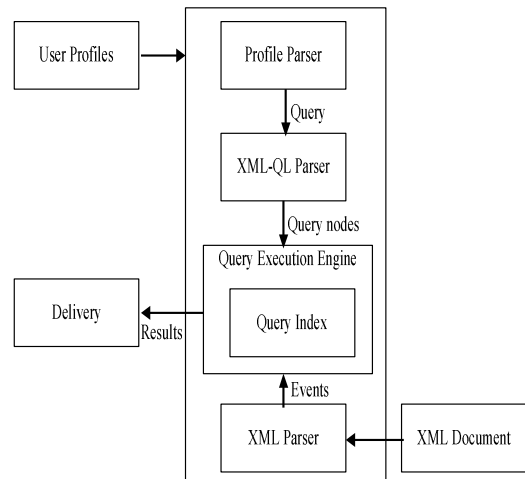 User Profiles
Profile Parser
Query
XML-QL Parser
Query nodes
Query Execution Engine
Query Index
Delivery
Results
Events
XML Parser
XML Document